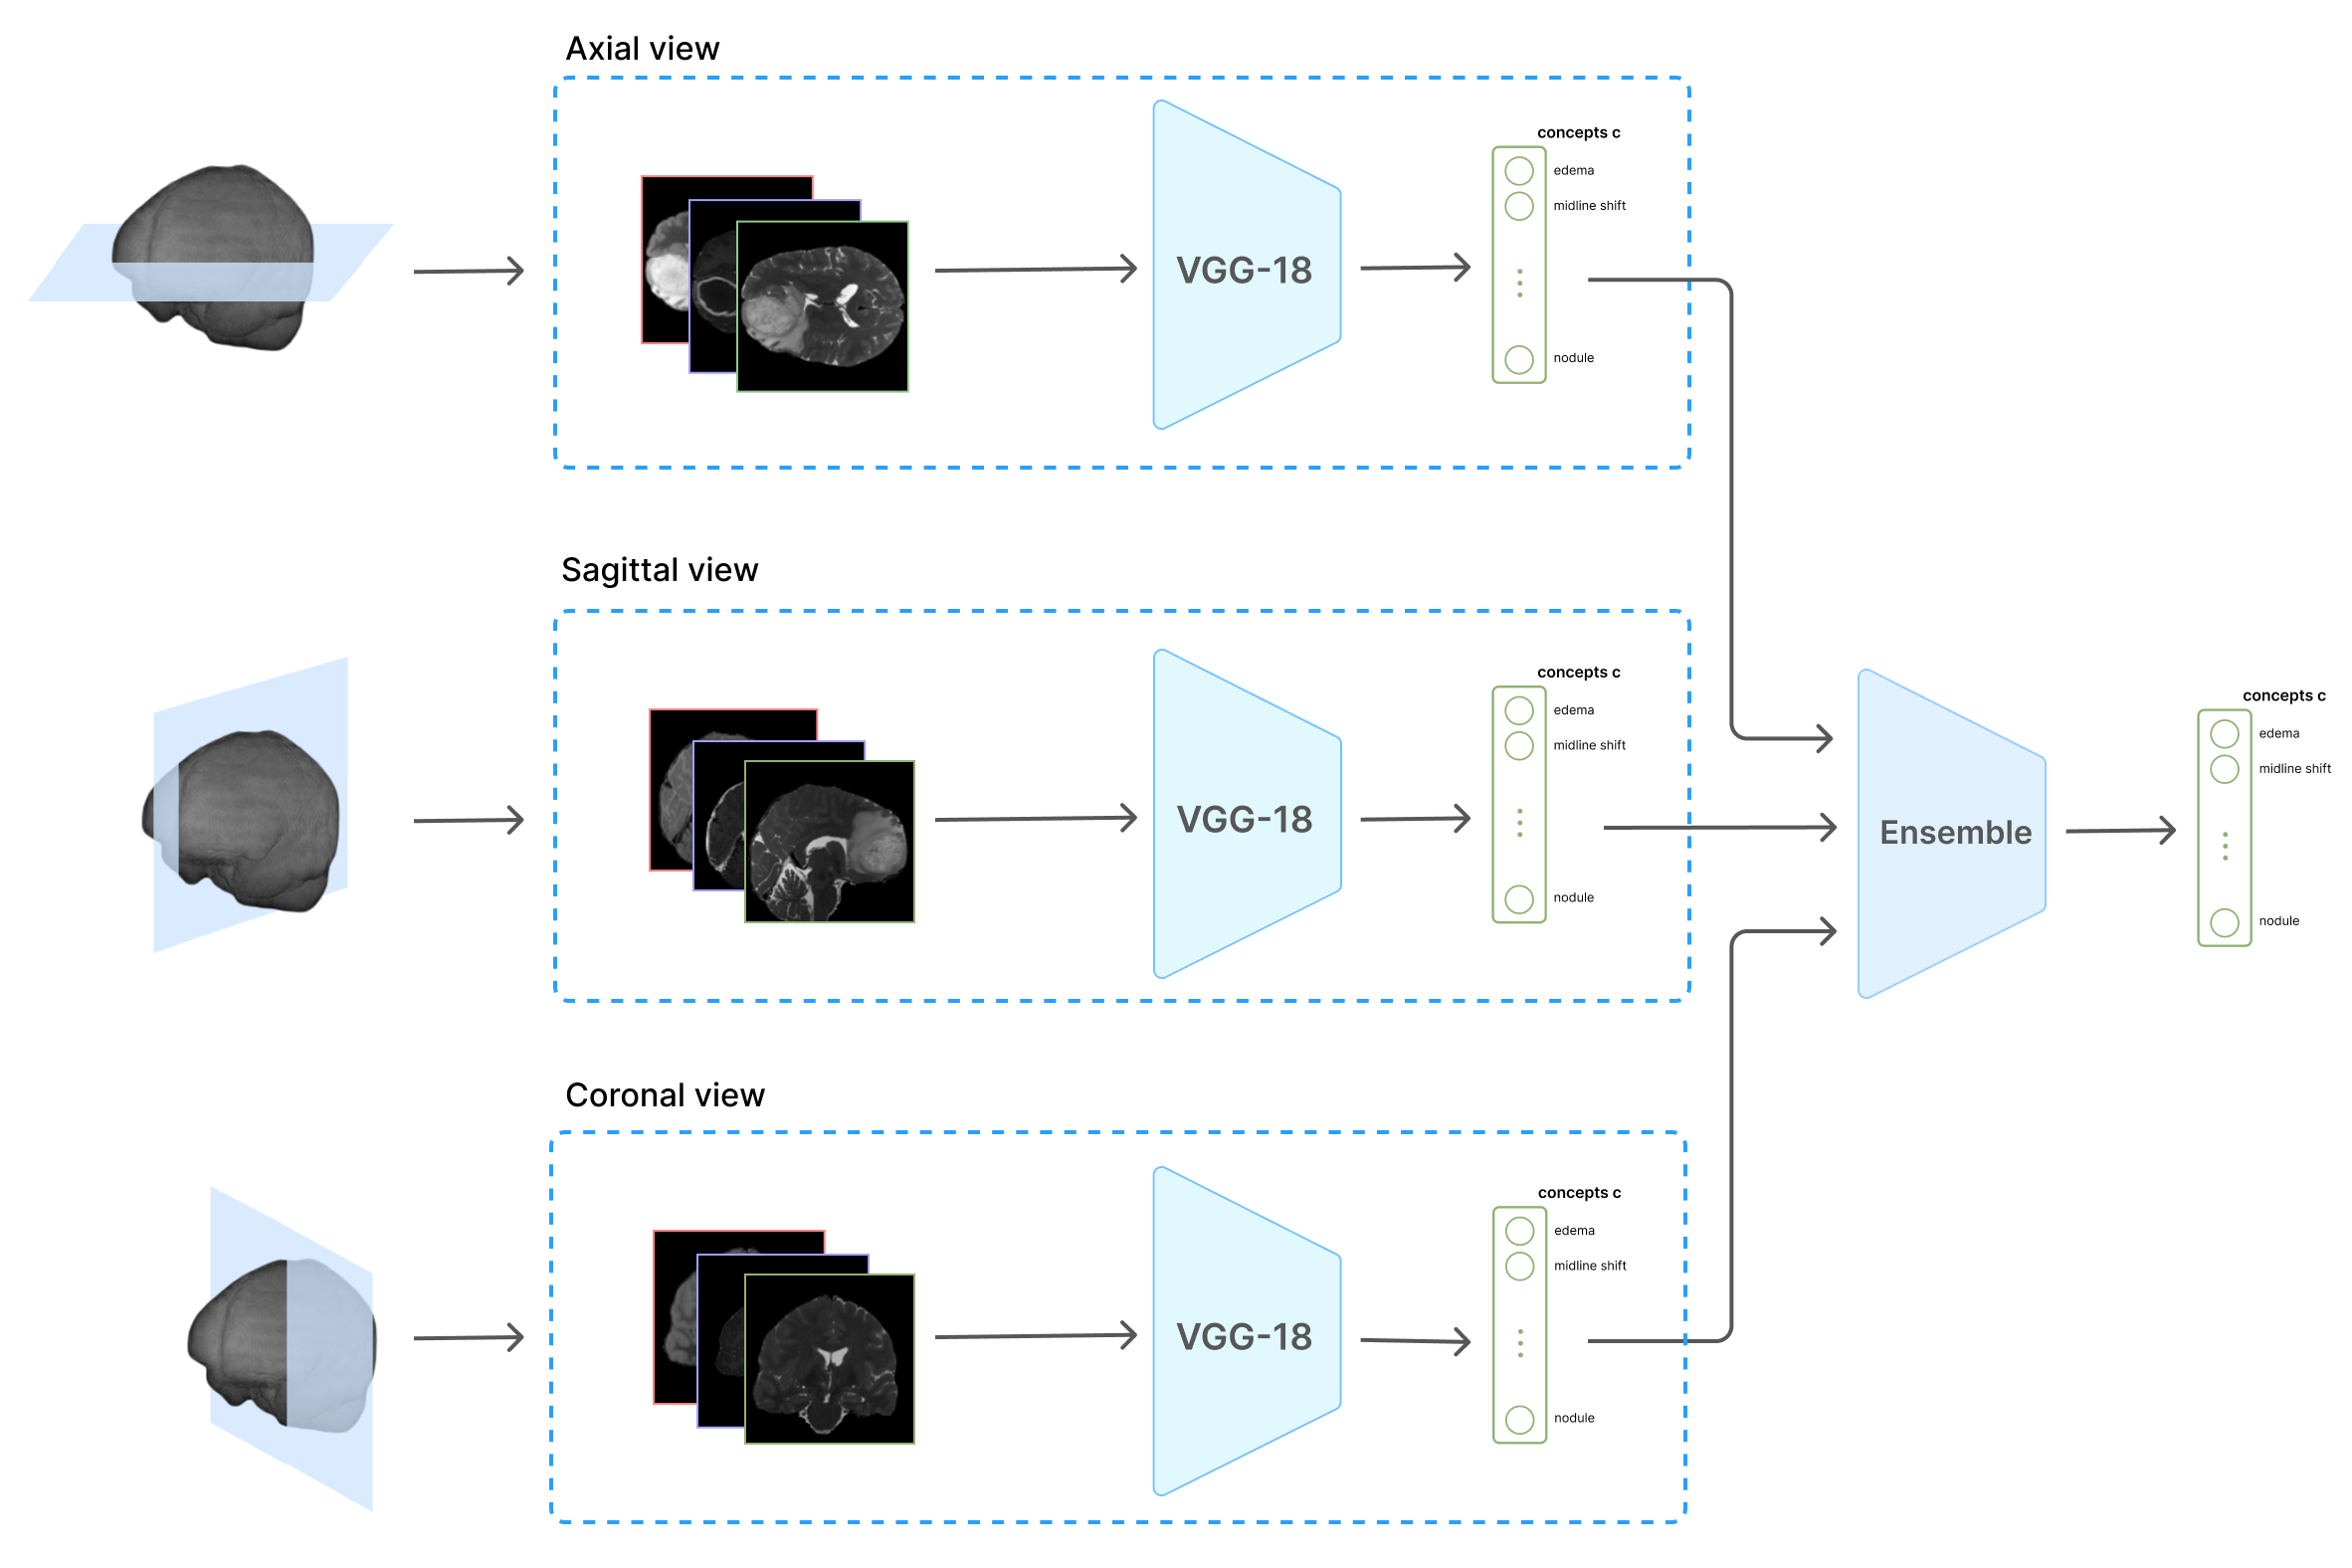 Axial view
concepts c
edema
midline shift
VGG-18
nodule
Sagittal view
concepts c
edema
midline shift
VGG-18
nodule
concepts c
edema
midline shift
Ensemble
nodule
Coronal view
concepts c
edema
midline shift
VGG-18
nodule